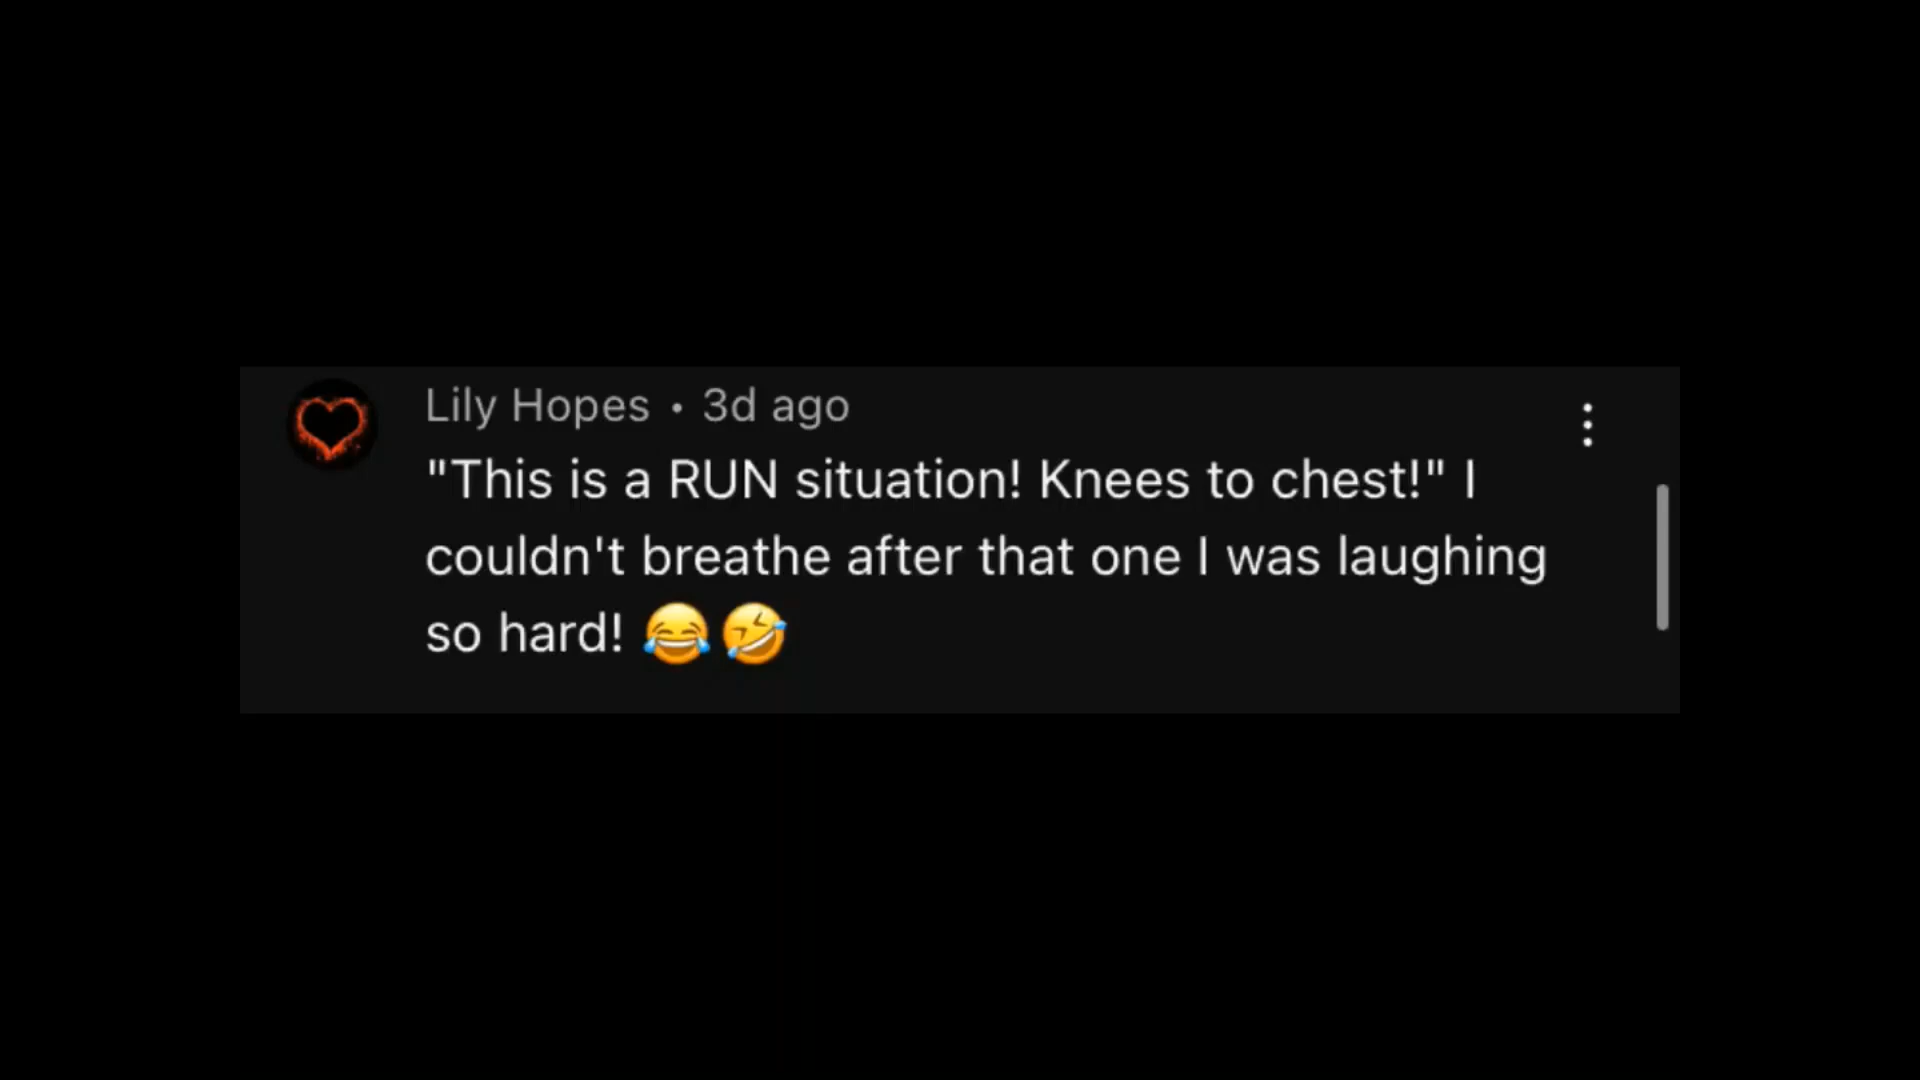 Lily Hopes • 3d ago
"This is a RUN situation! Knees to chest!" I
couldn't breathe after that one I was laughing
so hard! 😂🤣